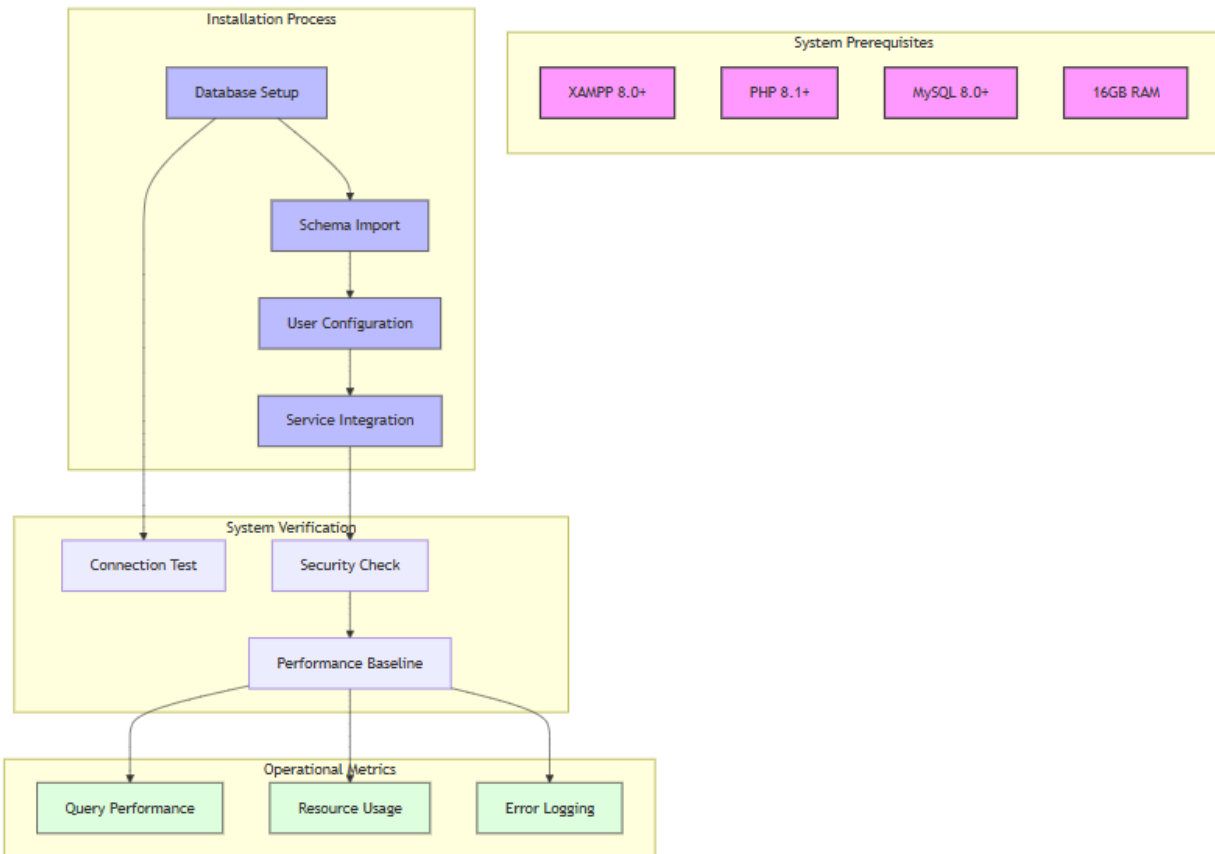 Installation Process
Database Setup
Schema Import
User Configuration
Service Integration
System Prerequisites
XAMPP 8.0+
PHP 8.1+
MySQL 8.0+
16GB RAM
System Verification
Connection Test
Security Check
Performance Baseline
Operational Metrics
Query Performance
Resource Usage
Error Logging